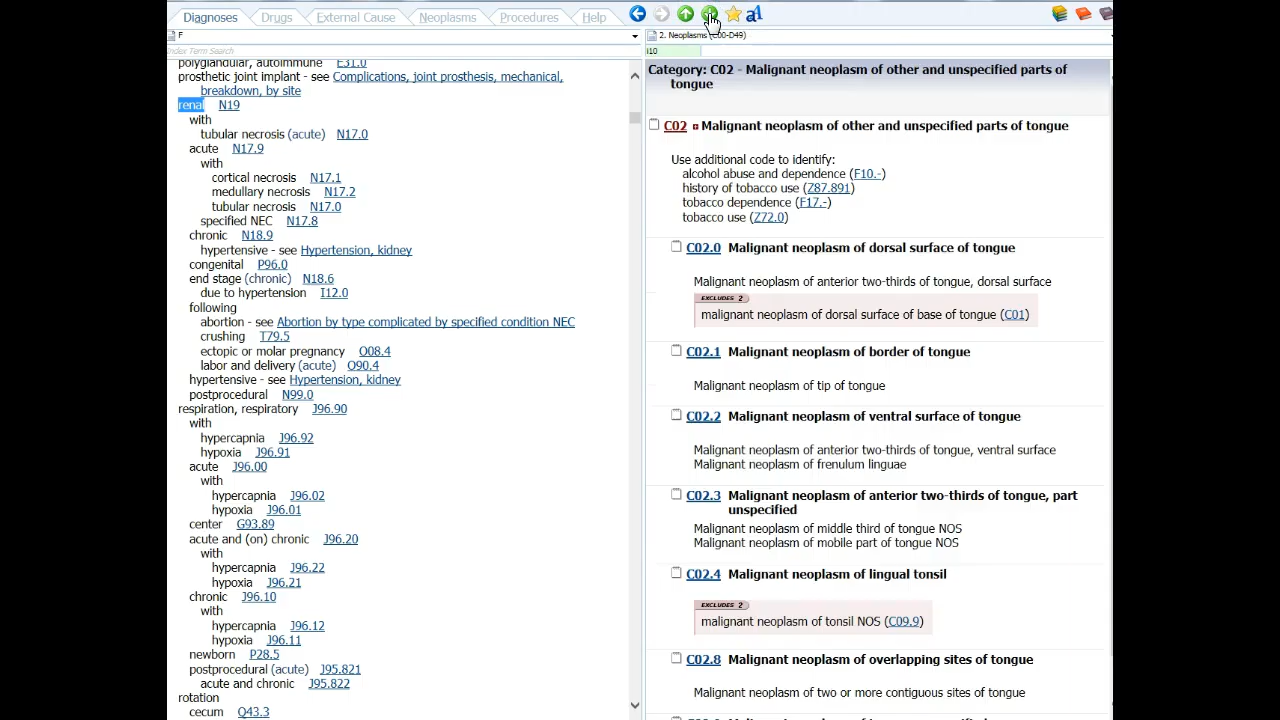 Diagnoses Drugs External Cause Neoplasms Procedures Help
F
2. Neoplasms (C00-D49)
Index Term Search
i10
polyglandular, autoimmune E31.0
prosthetic joint implant - see Complications, joint prosthesis, mechanical,
breakdown, by site
renal N19
with
tubular necrosis (acute) N17.0
acute N17.9
with
cortical necrosis N17.1
medullary necrosis N17.2
tubular necrosis N17.0
specified NEC N17.8
chronic N18.9
hypertensive - see Hypertension, kidney
congenital P96.0
end stage (chronic) N18.6
due to hypertension I12.0
following
abortion - see Abortion by type complicated by specified condition NEC
crushing T79.5
ectopic or molar pregnancy O08.4
labor and delivery (acute) O90.4
hypertensive - see Hypertension, kidney
postprocedural N99.0
respiration, respiratory J96.90
with
hypercapnia J96.92
hypoxia J96.91
acute J96.00
with
hypercapnia J96.02
hypoxia J96.01
center G93.89
acute and (on) chronic J96.20
with
hypercapnia J96.22
hypoxia J96.21
chronic J96.10
with
hypercapnia J96.12
hypoxia J96.11
newborn P28.5
postprocedural (acute) J95.821
acute and chronic J95.822
rotation
cecum Q43.3
Category: C02 - Malignant neoplasm of other and unspecified parts of
tongue
C02 Malignant neoplasm of other and unspecified parts of tongue
Use additional code to identify:
alcohol abuse and dependence (F10.-)
history of tobacco use (Z87.891)
tobacco dependence (F17.-)
tobacco use (Z72.0)
C02.0 Malignant neoplasm of dorsal surface of tongue
Malignant neoplasm of anterior two-thirds of tongue, dorsal surface
EXCLUDES 2
malignant neoplasm of dorsal surface of base of tongue (C01)
C02.1 Malignant neoplasm of border of tongue
Malignant neoplasm of tip of tongue
C02.2 Malignant neoplasm of ventral surface of tongue
Malignant neoplasm of anterior two-thirds of tongue, ventral surface
Malignant neoplasm of frenulum linguae
C02.3 Malignant neoplasm of anterior two-thirds of tongue, part
unspecified
Malignant neoplasm of middle third of tongue NOS
Malignant neoplasm of mobile part of tongue NOS
C02.4 Malignant neoplasm of lingual tonsil
EXCLUDES 2
malignant neoplasm of tonsil NOS (C09.9)
C02.8 Malignant neoplasm of overlapping sites of tongue
Malignant neoplasm of two or more contiguous sites of tongue